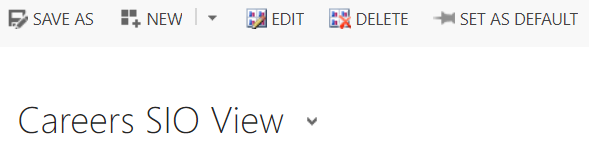 SAVE AS NEW EDIT DELETE SET AS DEFAULT
Careers SIO View